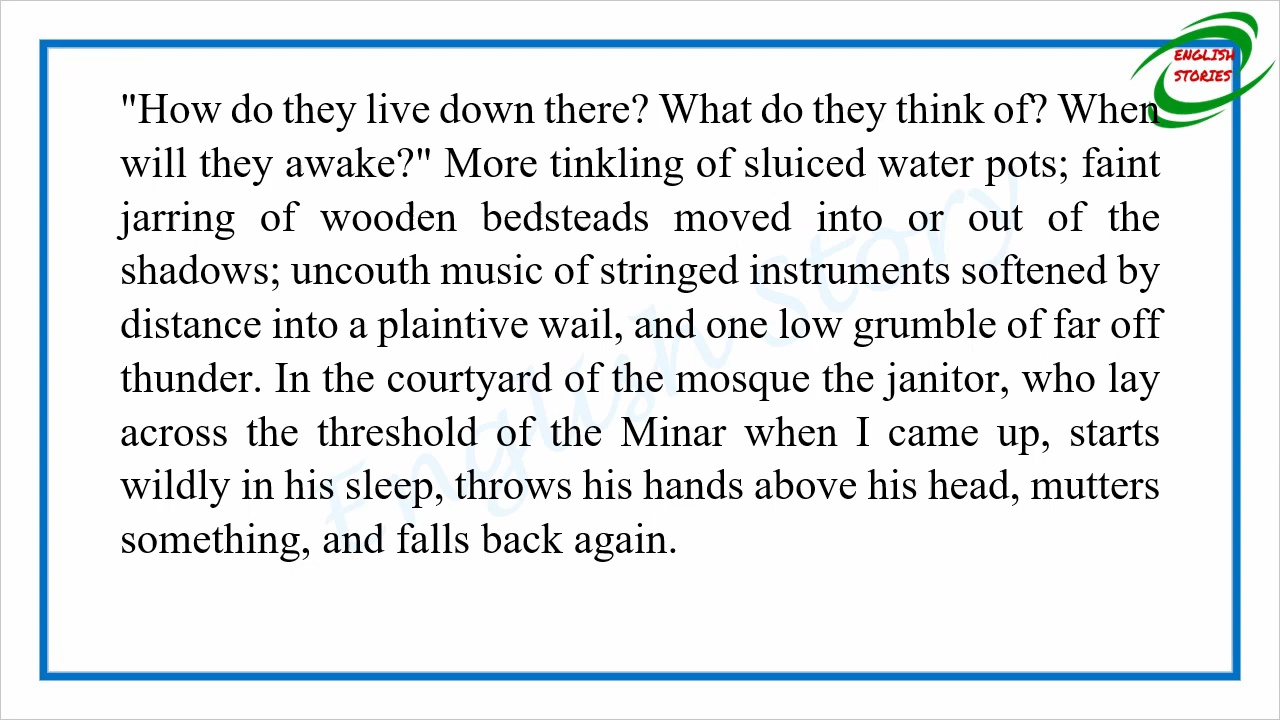 ENGLISH
STORIES
"How do they live down there? What do they think of? When
will they awake?" More tinkling of sluiced water pots; faint
jarring of wooden bedsteads moved into or out of the
shadows; uncouth music of stringed instruments softened by
distance into a plaintive wail, and one low grumble of far off
thunder. In the courtyard of the mosque the janitor, who lay
across the threshold of the Minar when I came up, starts
wildly in his sleep, throws his hands above his head, mutters
something, and falls back again.
English Story